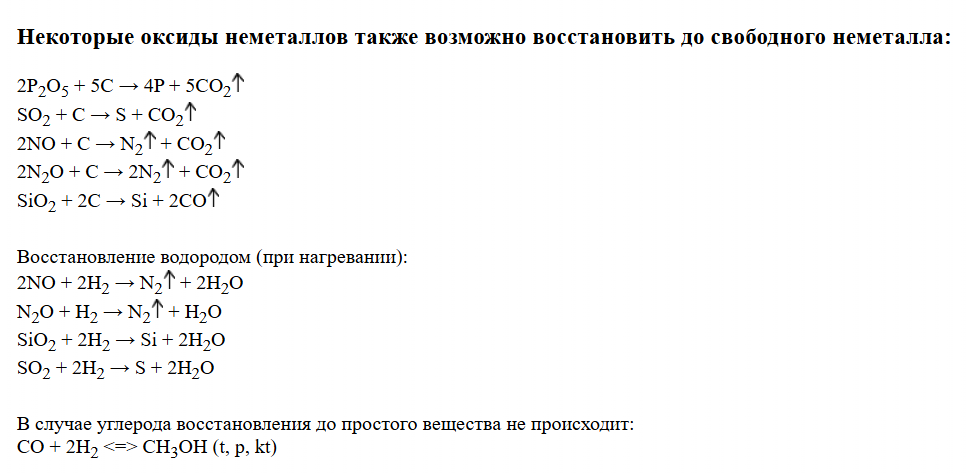 Некоторые оксиды неметаллов также возможно восстановить до свободного неметалла:
2P₂O₅ + 5C → 4P + 5CO₂↑
SO₂ + C → S + CO₂↑
2NO + C → N₂↑ + CO₂↑
2N₂O + C → 2N₂↑ + CO₂↑
SiO₂ + 2C → Si + 2CO↑
Восстановление водородом (при нагревании):
2NO + 2H₂ → N₂↑ + 2H₂O
N₂O + H₂ → N₂↑ + H₂O
SiO₂ + 2H₂ → Si + 2H₂O
SO₂ + 2H₂ → S + 2H₂O
В случае углерода восстановления до простого вещества не происходит:
CO + 2H₂ <=> CH₃OH (t, p, kt)